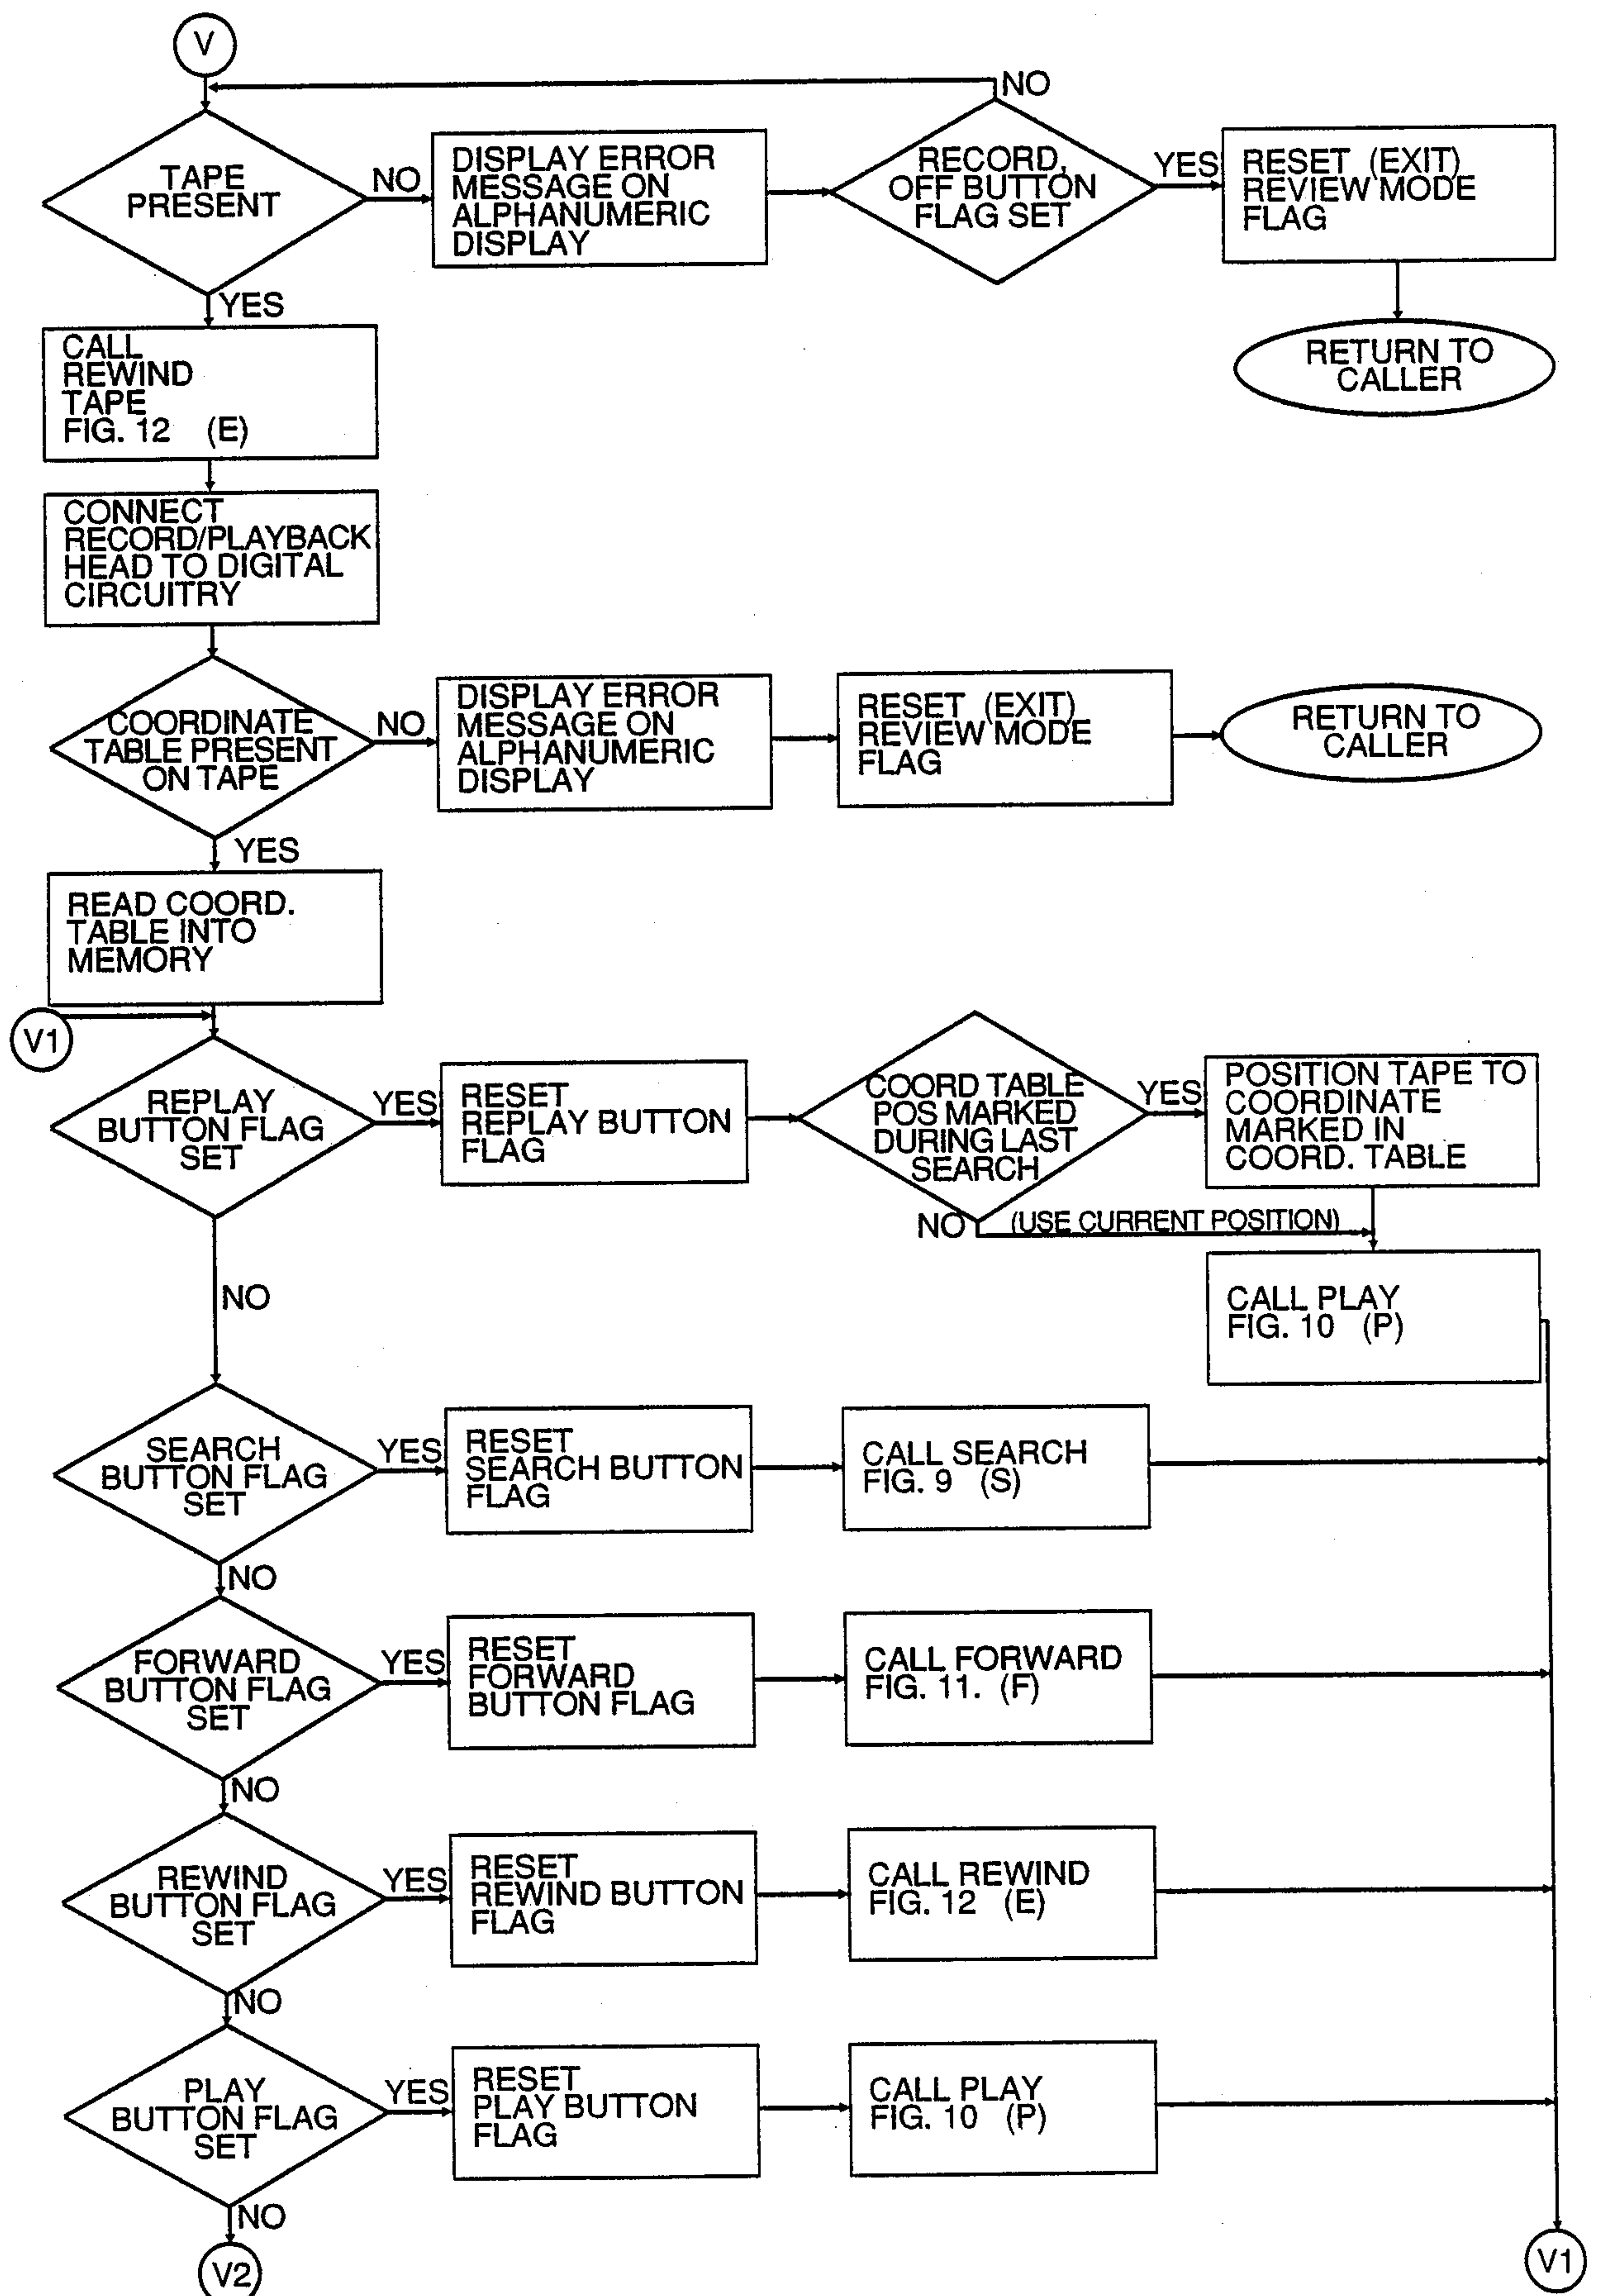 V
NO
TAPE
PRESENT
NO
DISPLAY ERROR
MESSAGE ON
ALPHANUMERIC
DISPLAY
RECORD,
OFF BUTTON
FLAG SET
YES
RESET (EXIT)
REVIEW MODE
FLAG
YES
RETURN TO
CALLER
CALL
REWIND
TAPE
FIG. 12 (E)
CONNECT
RECORD/PLAYBACK
HEAD TO DIGITAL
CIRCUITRY
COORDINATE
TABLE PRESENT
ON TAPE
NO
DISPLAY ERROR
MESSAGE ON
ALPHANUMERIC
DISPLAY
RESET (EXIT)
REVIEW MODE
FLAG
RETURN TO
CALLER
YES
READ COORD.
TABLE INTO
MEMORY
V1
REPLAY
BUTTON FLAG
SET
YES
RESET
REPLAY BUTTON
FLAG
COORD TABLE
POS MARKED
DURING LAST
SEARCH
YES
POSITION TAPE TO
COORDINATE
MARKED IN
COORD. TABLE
NO (USE CURRENT POSITION)
CALL PLAY
FIG. 10 (P)
NO
SEARCH
BUTTON FLAG
SET
YES
RESET
SEARCH BUTTON
FLAG
CALL SEARCH
FIG. 9 (S)
NO
FORWARD
BUTTON FLAG
SET
YES
RESET
FORWARD
BUTTON FLAG
CALL FORWARD
FIG. 11. (F)
NO
REWIND
BUTTON FLAG
SET
YES
RESET
REWIND BUTTON
FLAG
CALL REWIND
FIG. 12 (E)
NO
PLAY
BUTTON FLAG
SET
YES
RESET
PLAY BUTTON
FLAG
CALL PLAY
FIG. 10 (P)
NO
V2
V1